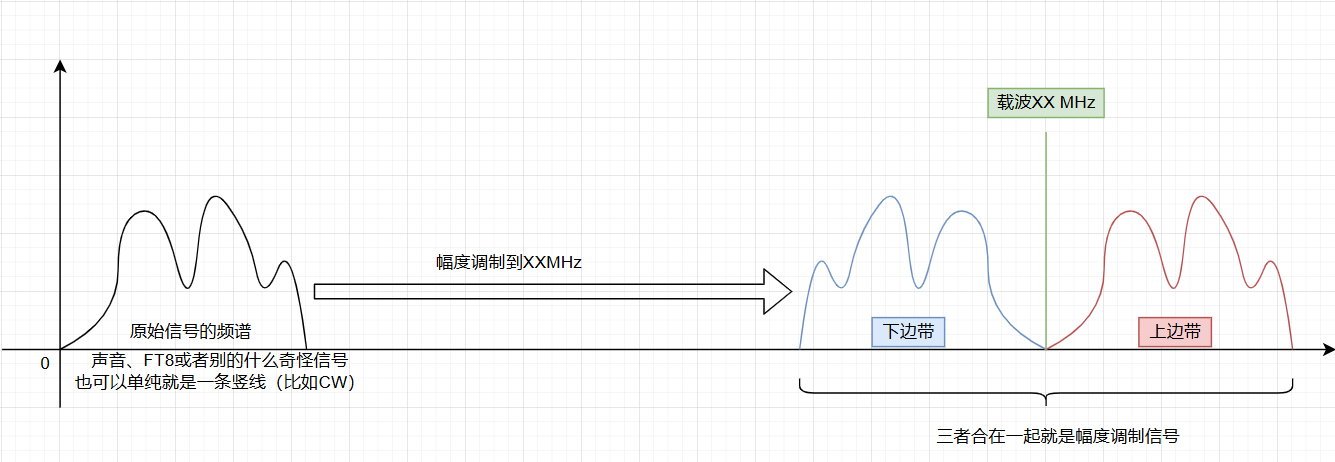 载波XX MHz
幅度调制到XXMHz
原始信号的频谱
下边带
上边带
0
声音、FT8或者别的什么奇怪信号
也可以单纯就是一条竖线（比如CW）
三者合在一起就是幅度调制信号